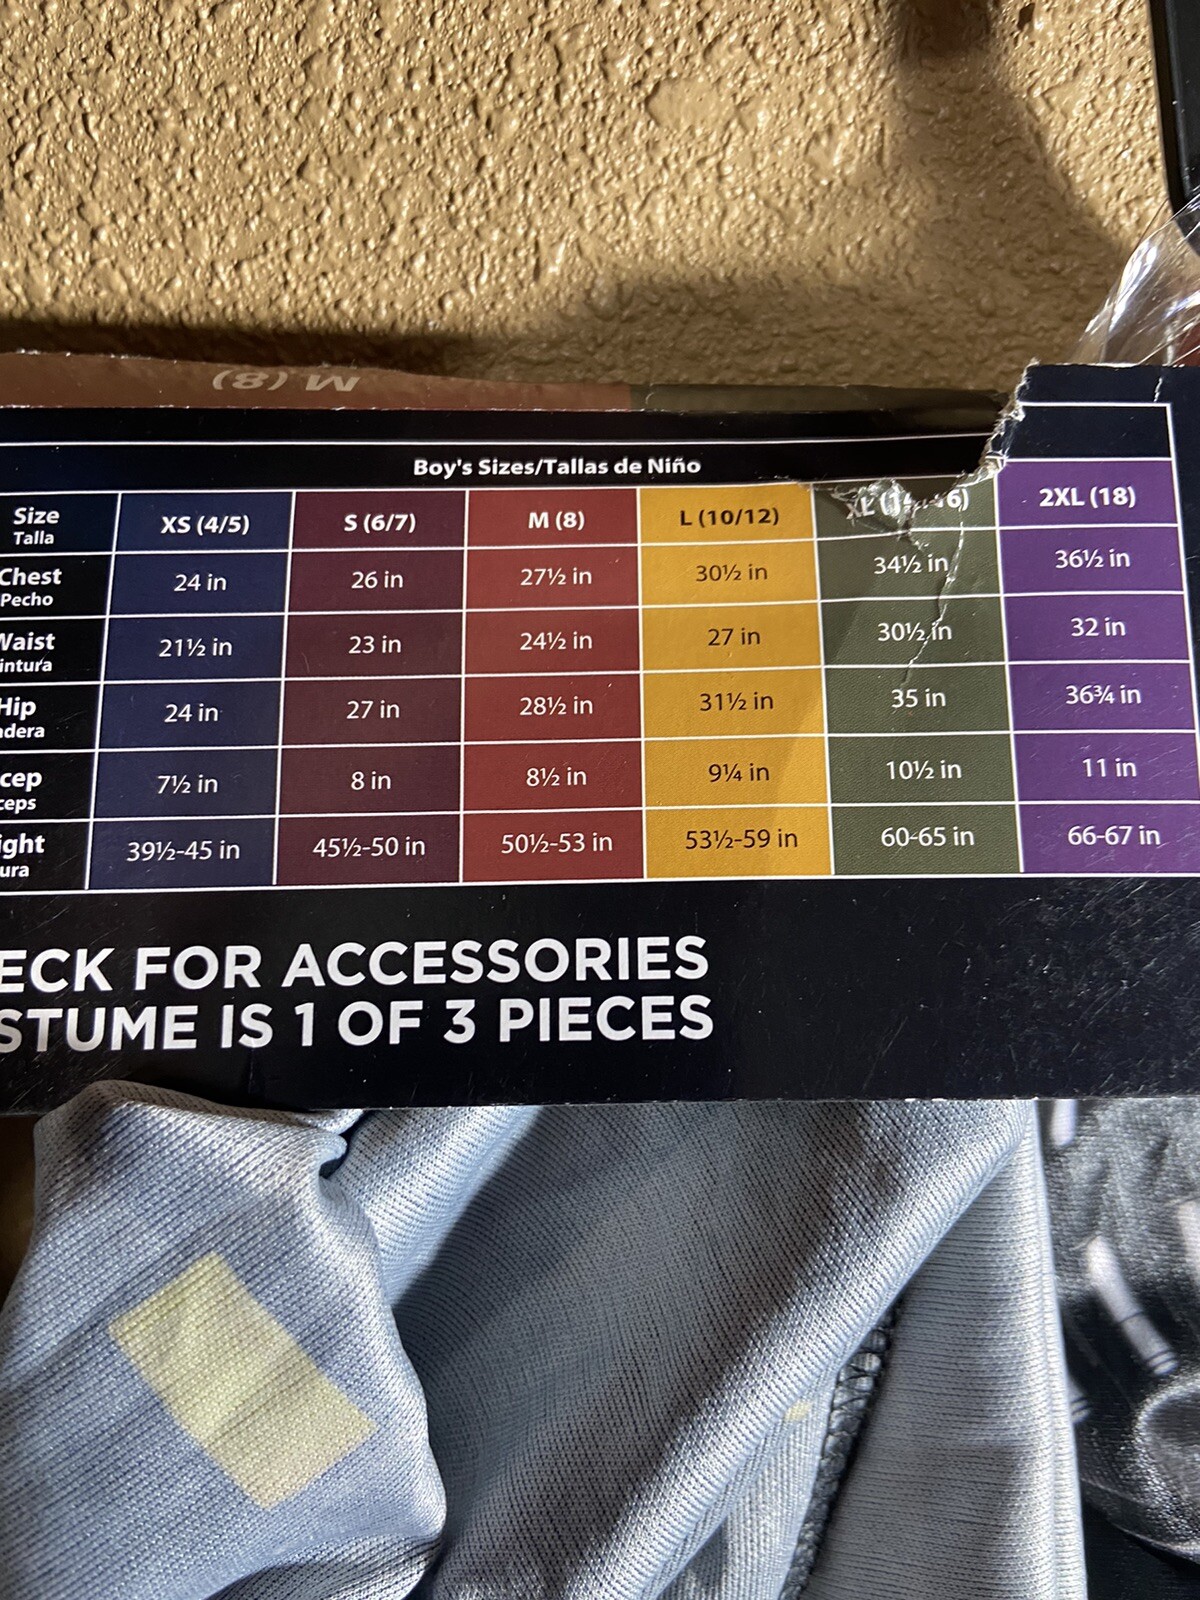 M (8)
Boy's Sizes/Tallas de Niño
Size XS (4/5) S (6/7) M (8) L (10/12) 2XL (18)
Talla
Chest 24 in 26 in 27½ in 30½ in 34½ in 36½ in
Pecho
Waist 21½ in 23 in 24½ in 27 in 30½ in 32 in
intura
Hip 24 in 27 in 28½ in 31½ in 35 in 36¾ in
dera
cep 7½ in 8 in 8½ in 9¼ in 10½ in 11 in
ceps
ight 39½-45 in 45½-50 in 50½-53 in 53½-59 in 60-65 in 66-67 in
ura
ECK FOR ACCESSORIES
STUME IS 1 OF 3 PIECES